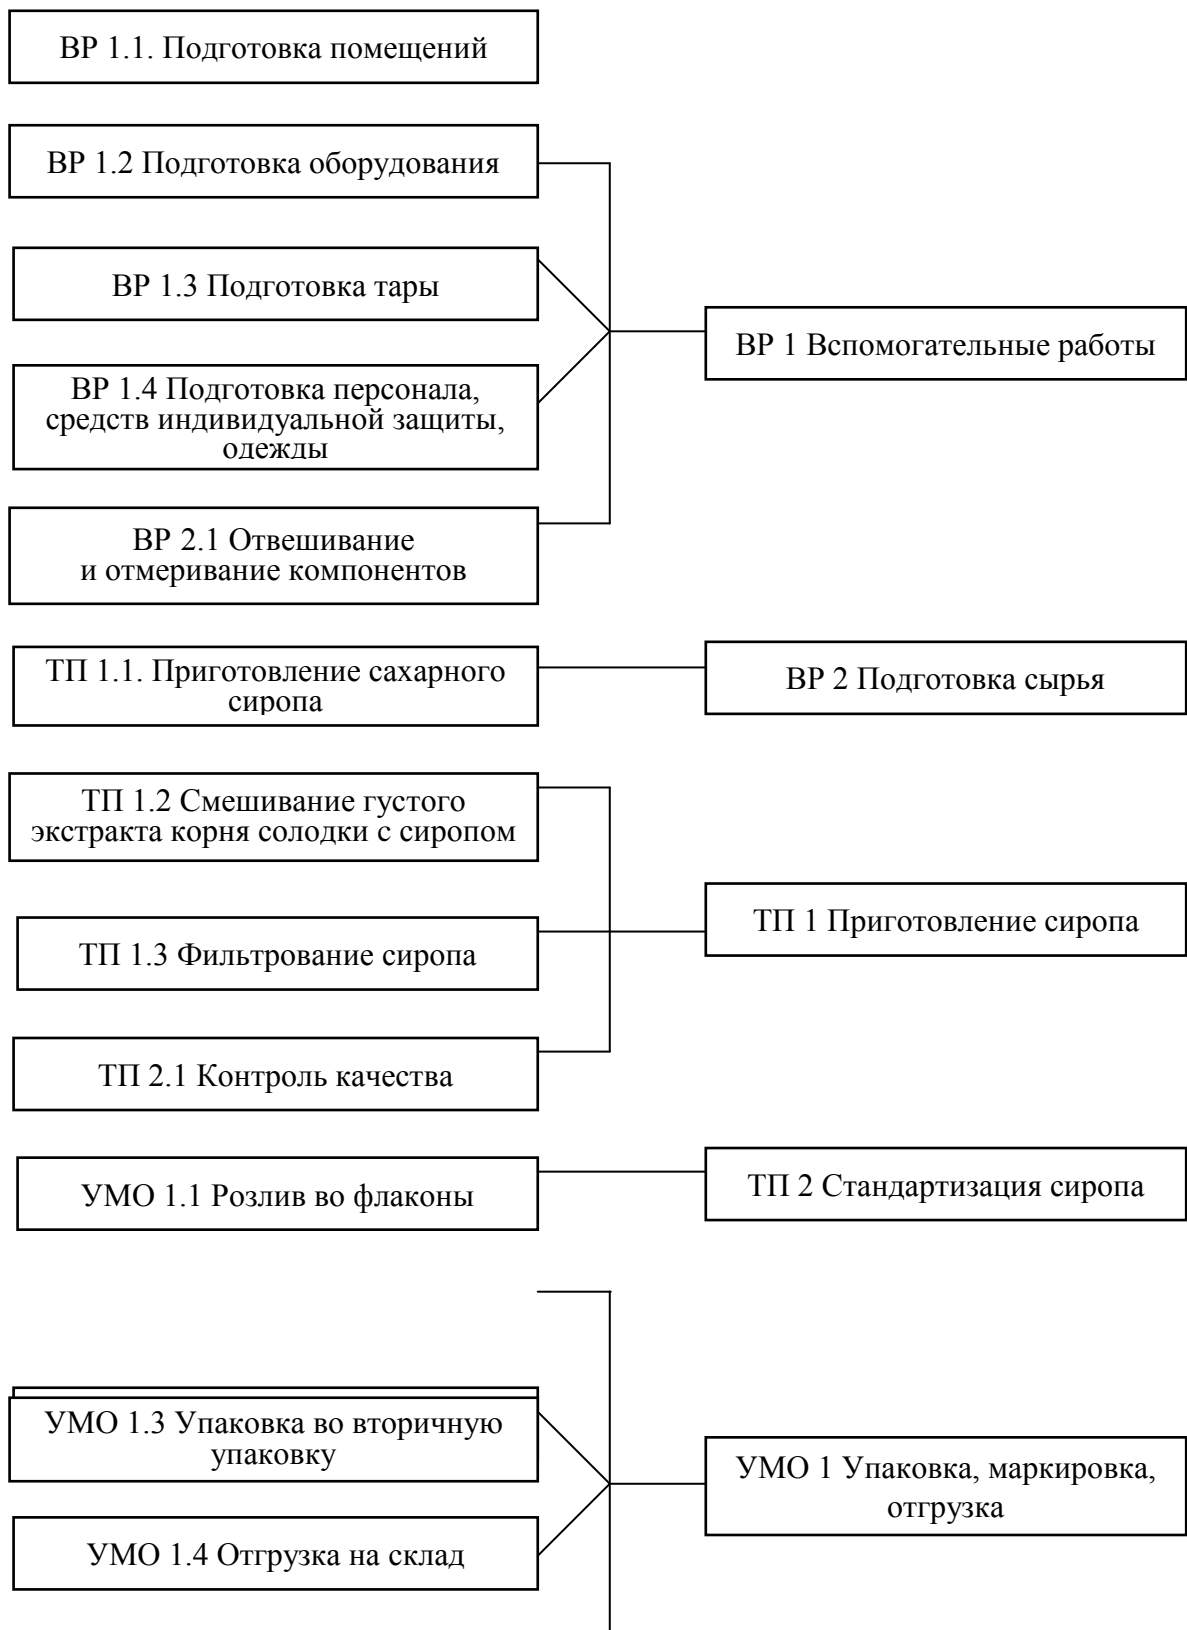 ВР 1.1. Подготовка помещений
ВР 1.2 Подготовка оборудования
ВР 1.3 Подготовка тары
ВР 1 Вспомогательные работы
ВР 1.4 Подготовка персонала,
средств индивидуальной защиты,
одежды
ВР 2.1 Отвешивание
и отмеривание компонентов
ТП 1.1. Приготовление сахарного
сиропа
ВР 2 Подготовка сырья
ТП 1.2 Смешивание густого
экстракта корня солодки с сиропом
ТП 1 Приготовление сиропа
ТП 1.3 Фильтрование сиропа
ТП 2.1 Контроль качества
УМО 1.1 Розлив во флаконы
ТП 2 Стандартизация сиропа
УМО 1.3 Упаковка во вторичную
упаковку
УМО 1 Упаковка, маркировка,
отгрузка
УМО 1.4 Отгрузка на склад